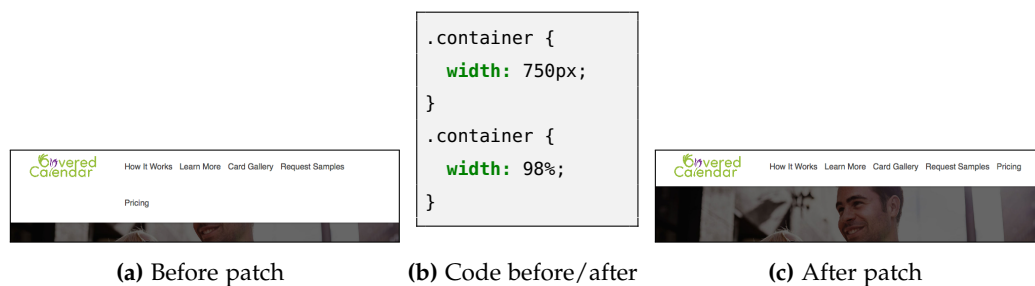 Covered
Calendar
How It Works Learn More Card Gallery Request Samples
Pricing
(a) Before patch
.container {
width: 750px;
}
.container {
width: 98%;
}
(b) Code before/after
Covered
Calendar
How It Works Learn More Card Gallery Request Samples Pricing
(c) After patch